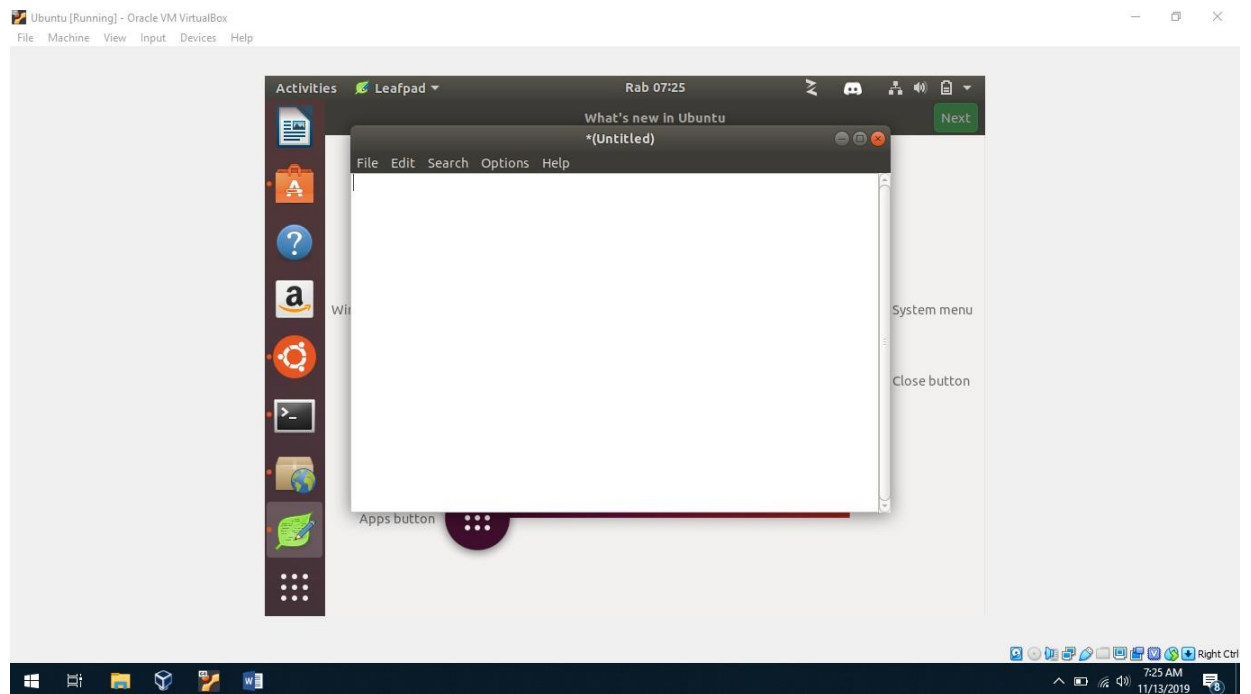 Ubuntu [Running] - Oracle VM VirtualBox
File Machine View Input Devices Help
Activities Leafpad Rab 07:25
What's new in Ubuntu Next
*(Untitled)
File Edit Search Options Help
System menu
Close button
Apps button
Right Ctrl
7:25 AM
11/13/2019
8